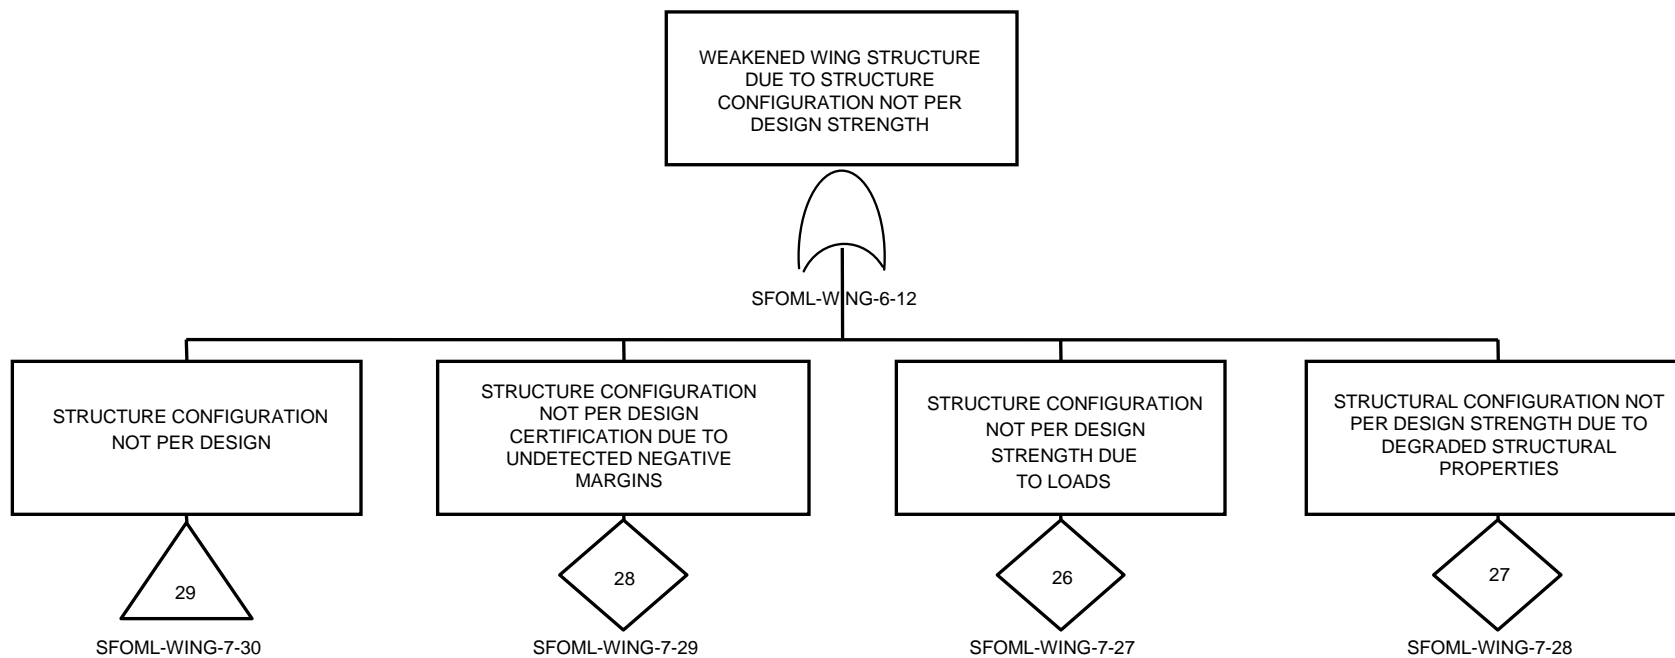 WEAKENED WING STRUCTURE
DUE TO STRUCTURE
CONFIGURATION NOT PER
DESIGN STRENGTH
SFOML-WING-6-12
STRUCTURE CONFIGURATION
NOT PER DESIGN
29
SFOML-WING-7-30
STRUCTURE CONFIGURATION
NOT PER DESIGN
CERTIFICATION DUE TO
UNDETECTED NEGATIVE
MARGINS
28
SFOML-WING-7-29
STRUCTURE CONFIGURATION
NOT PER DESIGN
STRENGTH DUE
TO LOADS
26
SFOML-WING-7-27
STRUCTURAL CONFIGURATION NOT
PER DESIGN STRENGTH DUE TO
DEGRADED STRUCTURAL
PROPERTIES
27
SFOML-WING-7-28